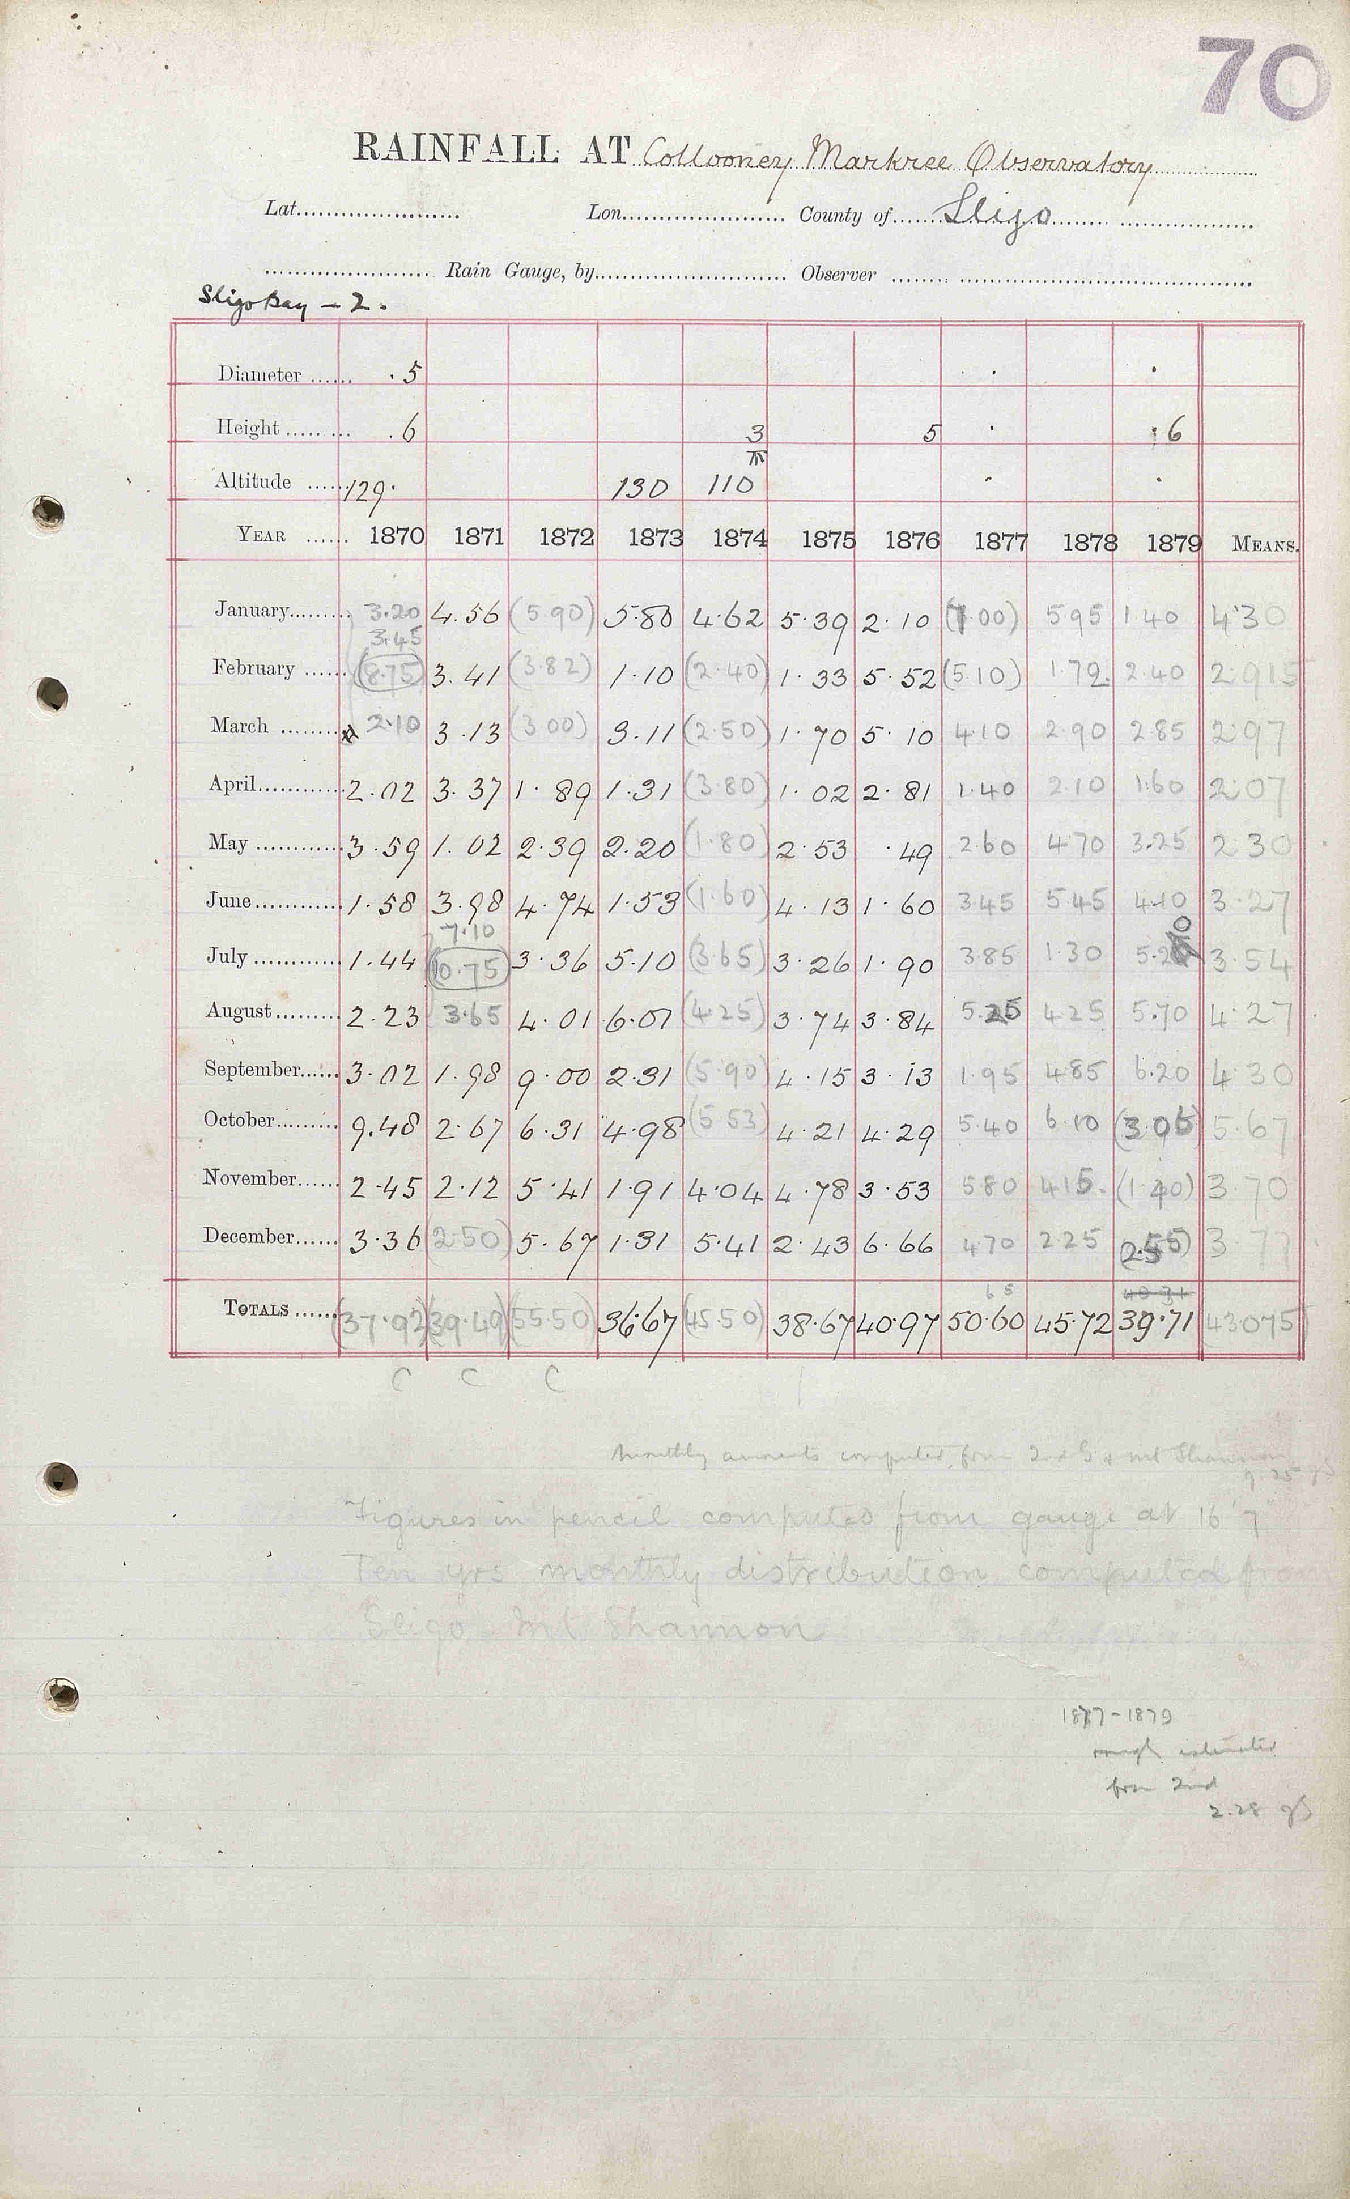 70
RAINFALL AT Collooney Markree Observatory
Lat. Lon. County of Sligo
Rain Gauge, by Observer
Sligo Bay - 2.
Diameter .5
Height .6 3 5 6
Altitude 129. 130 110
YEAR 1870 1871 1872 1873 1874 1875 1876 1877 1878 1879 MEANS.
January 3.20 4.56 (5.90) 5.80 4.62 5.39 2.10 (7.00) 5.95 1.40 4.30
3.45
February (8.75) 3.41 (3.82) 1.10 (2.40) 1.33 5.52 (5.10) 1.72 2.40 2.915
March 2.10 3.13 (3.00) 3.11 (2.50) 1.70 5.10 4.10 2.90 2.85 2.97
April 2.02 3.37 1.89 1.31 (3.80) 1.02 2.81 1.40 2.10 1.60 2.07
May 3.59 1.02 2.39 2.20 (1.80) 2.53 .49 2.60 4.70 3.25 2.30
June 1.58 3.98 4.74 1.53 (1.60) 4.13 1.60 3.45 5.45 4.10 3.27
7.10
July 1.44 (10.75) 3.36 5.10 (3.65) 3.26 1.90 3.85 1.30 3.54
August 2.23 3.65 4.01 6.01 (4.25) 3.74 3.84 5.25 4.25 5.70 4.27
September 3.02 1.98 9.00 2.31 (5.90) 4.15 3.13 1.95 4.85 6.20 4.30
October 9.48 2.67 6.31 4.98 (5.53) 4.21 4.29 5.40 6.10 (3.06) 5.67
November 2.45 2.12 5.41 1.91 4.04 4.78 3.53 5.80 4.15 (1.40) 3.70
December 3.36 (2.50) 5.67 1.31 5.41 2.43 6.66 4.70 2.25 (2.55) 3.77
TOTALS (37.92) (39.49) (55.50) 36.67 (45.50) 38.67 40.97 50.60 45.72 39.71 (43.075)
C C C
Monthly amounts computed from 2nd G & Mt Shannon
Figures in pencil computed from gauge at 16'7
Ten yrs monthly distribution computed from
Sligo Mt Shannon
1877-1879
rough estimates
from 2nd
2.28